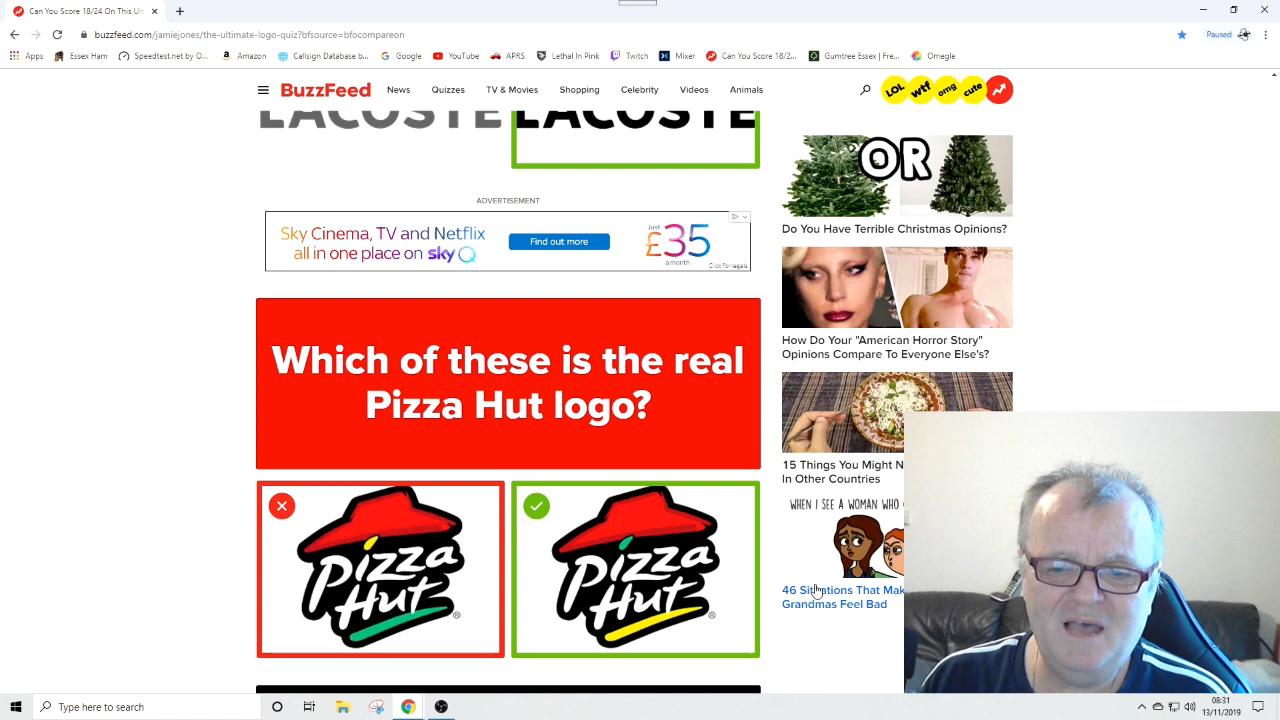 Can You Score 18/20 On This Ult
buzzfeed.com/jamiejones/the-ultimate-logo-quiz?bfsource=bfocompareon
Paused
Apps
Essex Ham
Speedtest.net by O...
Amazon
Callsign Database b...
Google
YouTube
APRS
Lethal In Pink
Twitch
Mixer
Can You Score 18/2...
Gumtree Essex | Fre...
Omegle
BuzzFeed
News
Quizzes
TV & Movies
Shopping
Celebrity
Videos
Animals
LOL
wtf
omg
cute
LACOSTE
LACOSTE
OR
Do You Have Terrible Christmas Opinions?
ADVERTISEMENT
Sky Cinema, TV and Netflix
all in one place on sky Q
Find out more
Just
£35
a month
Click for legals
How Do Your "American Horror Story"
Opinions Compare To Everyone Else's?
Which of these is the real
Pizza Hut logo?
15 Things You Might N
In Other Countries
Pizza
Hut
®
Pizza
Hut
®
WHEN I SEE A WOMAN WHO
46 Situations That Mak
Grandmas Feel Bad
Type here to search
08:31
13/11/2019